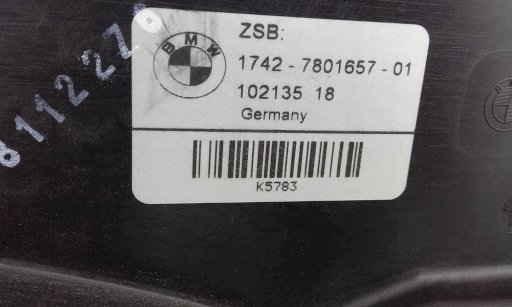 ZSB:
BMW
1742 - 7801657 - 01
102135 18
Germany
K5783